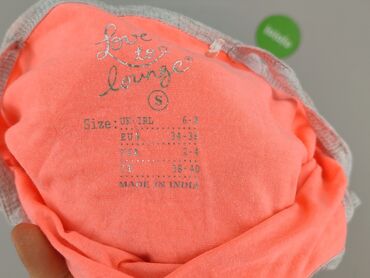 love
to
lounge
S
Size: UK-IRL 6-8
EUR 34-36
USA 2-4
IT 38-40
MADE IN INDIA